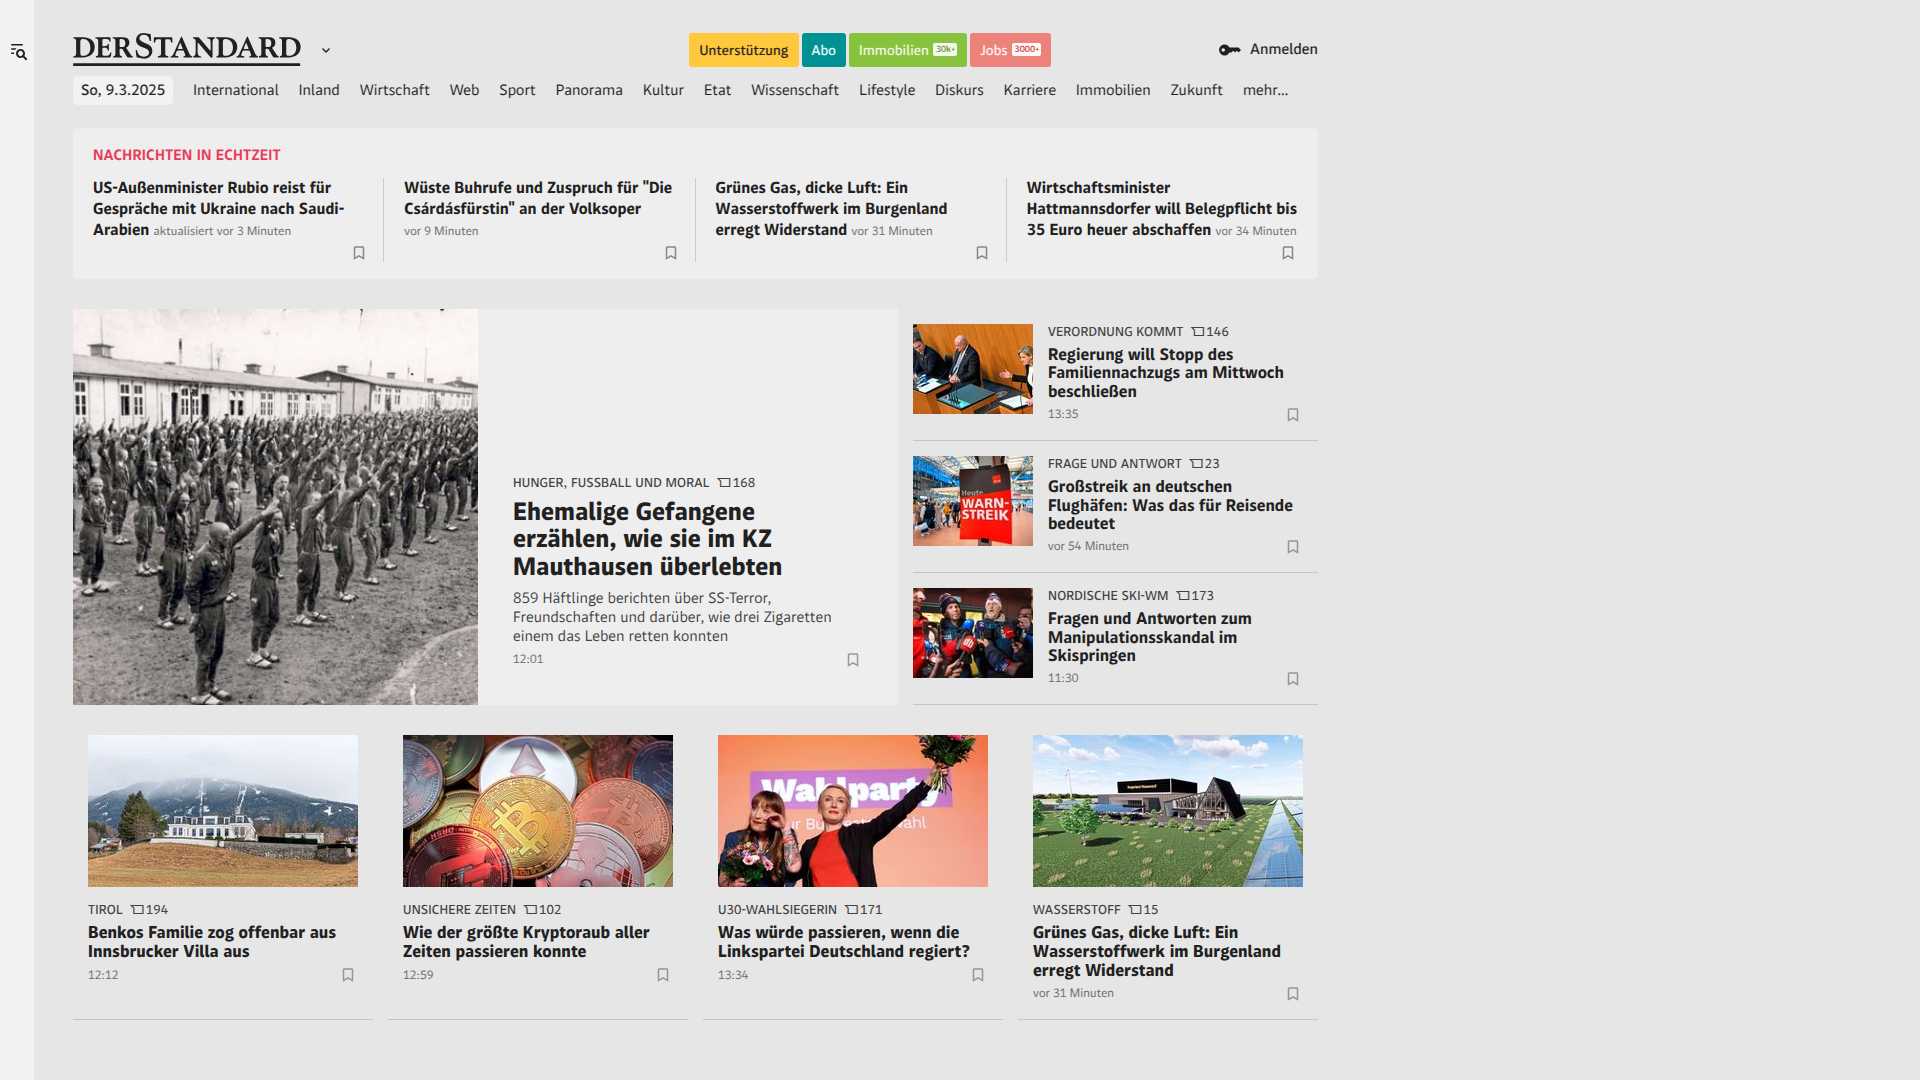 DERSTANDARD
Unterstützung
Abo
Immobilien 30k+
Jobs 3000+
Anmelden
So, 9.3.2025
International
Inland
Wirtschaft
Web
Sport
Panorama
Kultur
Etat
Wissenschaft
Lifestyle
Diskurs
Karriere
Immobilien
Zukunft
mehr...
NACHRICHTEN IN ECHTZEIT
US-Außenminister Rubio reist für
Gespräche mit Ukraine nach Saudi-
Arabien aktualisiert vor 3 Minuten
Wüste Buhrufe und Zuspruch für "Die
Csárdásfürstin" an der Volksoper
vor 9 Minuten
Grünes Gas, dicke Luft: Ein
Wasserstoffwerk im Burgenland
erregt Widerstand vor 31 Minuten
Wirtschaftsminister
Hattmannsdorfer will Belegpflicht bis
35 Euro heuer abschaffen vor 34 Minuten
HUNGER, FUSSBALL UND MORAL 168
Ehemalige Gefangene
erzählen, wie sie im KZ
Mauthausen überlebten
859 Häftlinge berichten über SS-Terror,
Freundschaften und darüber, wie drei Zigaretten
einem das Leben retten konnten
12:01
VERORDNUNG KOMMT 146
Regierung will Stopp des
Familiennachzugs am Mittwoch
beschließen
13:35
Heute
WARN-
STREIK
FRAGE UND ANTWORT 23
Großstreik an deutschen
Flughäfen: Was das für Reisende
bedeutet
vor 54 Minuten
NORDISCHE SKI-WM 173
Fragen und Antworten zum
Manipulationsskandal im
Skispringen
11:30
TIROL 194
Benkos Familie zog offenbar aus
Innsbrucker Villa aus
12:12
UNSICHERE ZEITEN 102
Wie der größte Kryptoraub aller
Zeiten passieren konnte
12:59
Wahlparty
U30-WAHLSIEGERIN 171
Was würde passieren, wenn die
Linkspartei Deutschland regiert?
13:34
WASSERSTOFF 15
Grünes Gas, dicke Luft: Ein
Wasserstoffwerk im Burgenland
erregt Widerstand
vor 31 Minuten